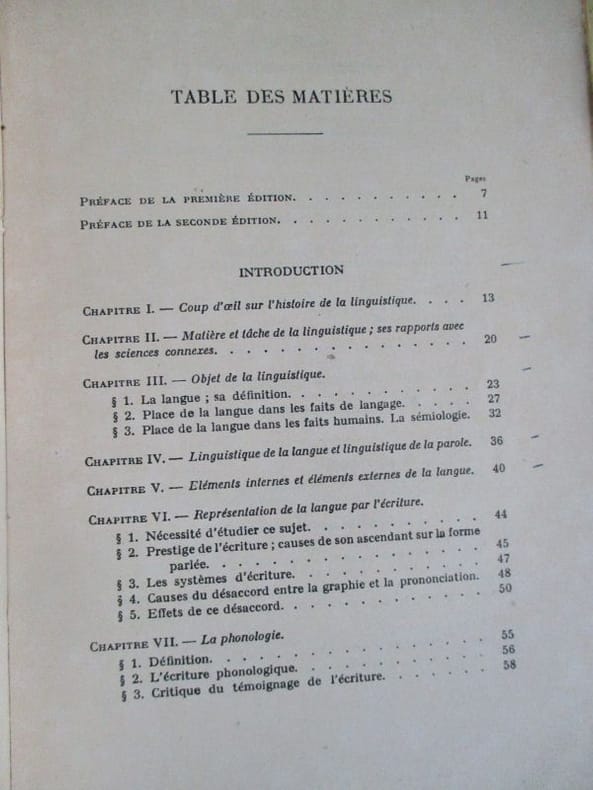 TABLE DES MATIÈRES
Pages
PRÉFACE DE LA PREMIÈRE ÉDITION. . . . . . . . . . . 7
PRÉFACE DE LA SECONDE ÉDITION. . . . . . . . . . . . 11
INTRODUCTION
CHAPITRE I. — Coup d'œil sur l'histoire de la linguistique. . . . 13
CHAPITRE II. — Matière et tâche de la linguistique ; ses rapports avec
les sciences connexes. . . . . . . . . . . . . . 20
CHAPITRE III. — Objet de la linguistique.
§ 1. La langue ; sa définition. . . . . . . . . . . 23
§ 2. Place de la langue dans les faits de langage. . . . . 27
§ 3. Place de la langue dans les faits humains. La sémiologie. 32
CHAPITRE IV. — Linguistique de la langue et linguistique de la parole. 36
CHAPITRE V. — Eléments internes et éléments externes de la langue. 40
CHAPITRE VI. — Représentation de la langue par l'écriture.
§ 1. Nécessité d'étudier ce sujet. . . . . . . . . . 44
§ 2. Prestige de l'écriture ; causes de son ascendant sur la forme
parlée. . . . . . . . . . . . . . . 45
§ 3. Les systèmes d'écriture. . . . . . . . . . . 47
§ 4. Causes du désaccord entre la graphie et la prononciation. 48
§ 5. Effets de ce désaccord. . . . . . . . . . . . 50
CHAPITRE VII. — La phonologie.
§ 1. Définition. . . . . . . . . . . . . . . 55
§ 2. L'écriture phonologique. . . . . . . . . . . 56
§ 3. Critique du témoignage de l'écriture. . . . . . . 58